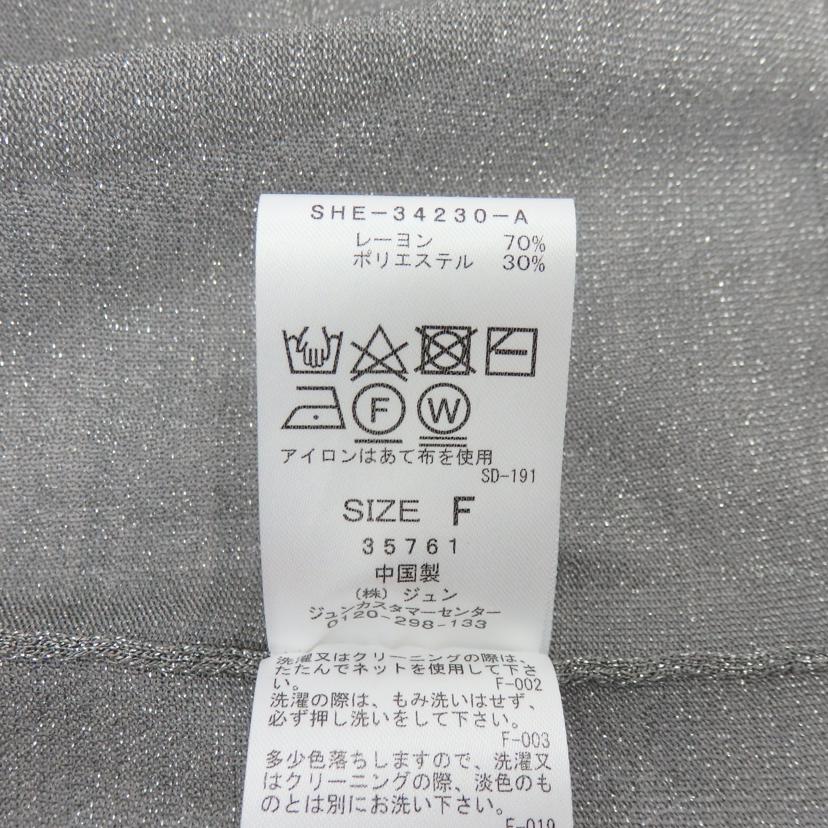 SHE-34230-A
レーヨン 70%
ポリエステル 30%
F W
アイロンはあて布を使用
SD-191
SIZE F
35761
中国製
(株) ジュン
ジュンカスタマーセンター
0120-298-133
洗濯又はクリーニングの際は、
たたんでネットを使用して下さ
い。
F-002
洗濯の際は、もみ洗いはせず、
必ず押し洗いをして下さい。
F-003
多少色落ちしますので、洗濯又
はクリーニングの際、淡色のも
のとは別にお洗い下さい。
F-019